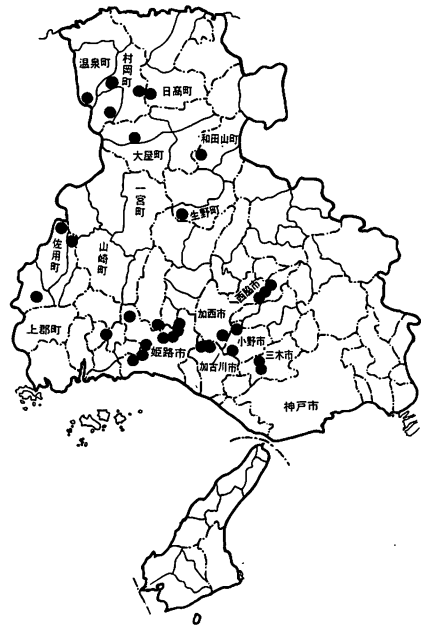 温泉町
村岡町
日高町
和田山町
大屋町
一宮町
生野町
佐用町
山崎町
西脇市
加西市
上郡町
小野市
姫路市
三木市
加古川市
神戸市